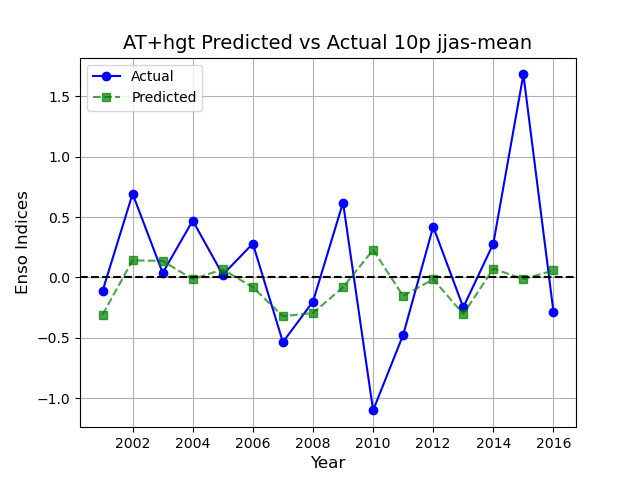 AT+hgt Predicted vs Actual 10p jjas-mean
Actual
Predicted
Enso Indices
1.5
1.0
0.5
0.0
−0.5
−1.0
2002 2004 2006 2008 2010 2012 2014 2016
Year